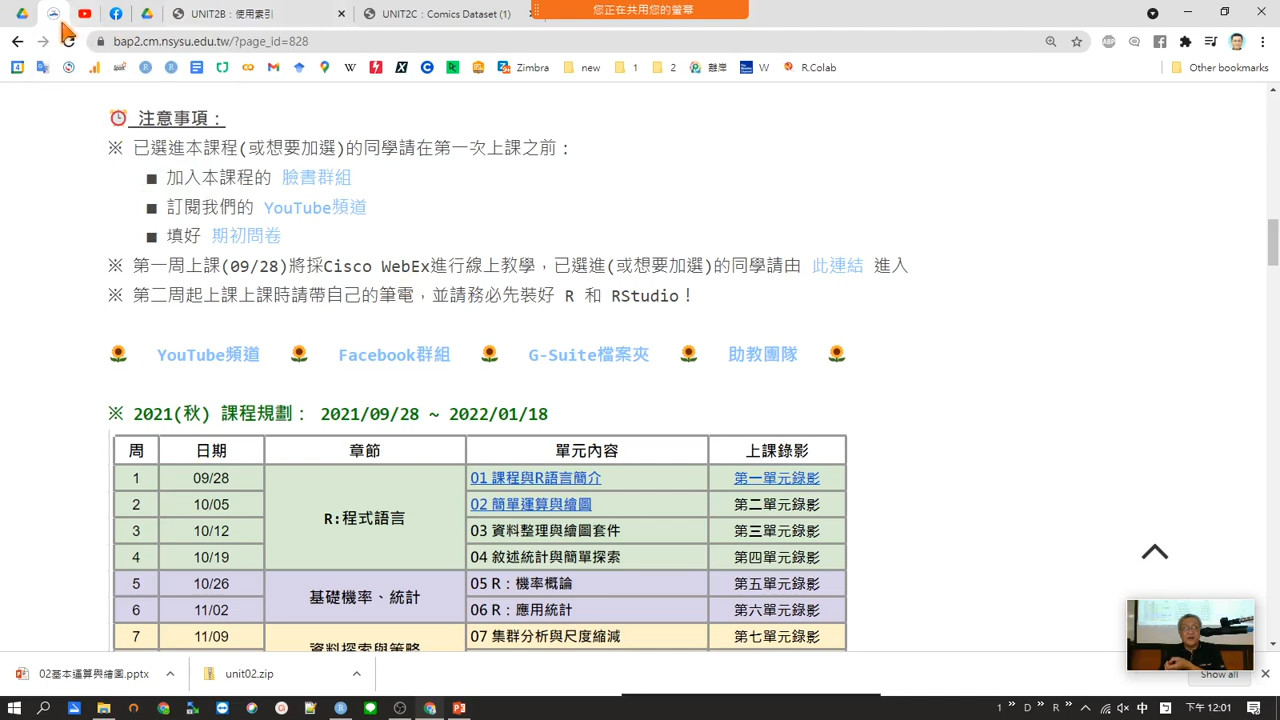 您正在共用您的螢幕
UNIT2B：使用索引
UNIT2C：Comics Dataset (1)
bap2.cm.nsysu.edu.tw/?page_id=828
Zimbra
new
1
2
離岸
W
R.Colab
Other bookmarks
注意事項：
※ 已選進本課程(或想要加選)的同學請在第一次上課之前：
■ 加入本課程的 臉書群組
■ 訂閱我們的 YouTube頻道
■ 填好 期初問卷
※ 第一周上課(09/28)將採Cisco WebEx進行線上教學，已選進(或想要加選)的同學請由 此連結 進入
※ 第二周起上課上課時請帶自己的筆電，並請務必先裝好 R 和 RStudio！
YouTube頻道 Facebook群組 G-Suite檔案夾 助教團隊
※ 2021(秋) 課程規劃： 2021/09/28 ~ 2022/01/18
周 日期 章節 單元內容 上課錄影
1 09/28 01 課程與R語言簡介 第一單元錄影
2 10/05 02 簡單運算與繪圖 第二單元錄影
R:程式語言
3 10/12 03 資料整理與繪圖套件 第三單元錄影
4 10/19 04 敘述統計與簡單探索 第四單元錄影
5 10/26 05 R：機率概論 第五單元錄影
基礎機率、統計
6 11/02 06 R：應用統計 第六單元錄影
7 11/09 07 集群分析與尺度縮減 第七單元錄影
資料探索與策略
02基本運算與繪圖.pptx
unit02.zip
Show all
1 D R 中 下午 12:01